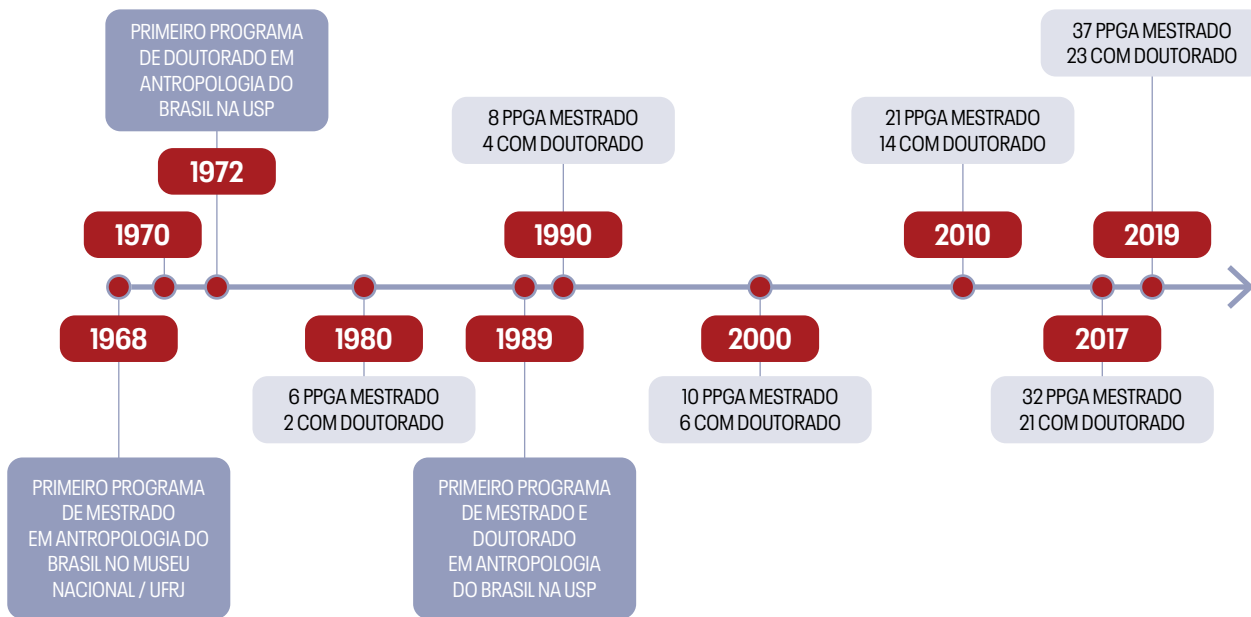 PRIMEIRO PROGRAMA
DE DOUTORADO EM
ANTROPOLOGIA DO
BRASIL NA USP
37 PPGA MESTRADO
23 COM DOUTORADO
8 PPGA MESTRADO
4 COM DOUTORADO
21 PPGA MESTRADO
14 COM DOUTORADO
1972
1970
1990
2010
2019
1968
1980
1989
2000
2017
6 PPGA MESTRADO
2 COM DOUTORADO
10 PPGA MESTRADO
6 COM DOUTORADO
32 PPGA MESTRADO
21 COM DOUTORADO
PRIMEIRO PROGRAMA
DE MESTRADO
EM ANTROPOLOGIA DO
BRASIL NO MUSEU
NACIONAL / UFRJ
PRIMEIRO PROGRAMA
DE MESTRADO E
DOUTORADO
EM ANTROPOLOGIA
DO BRASIL NA USP